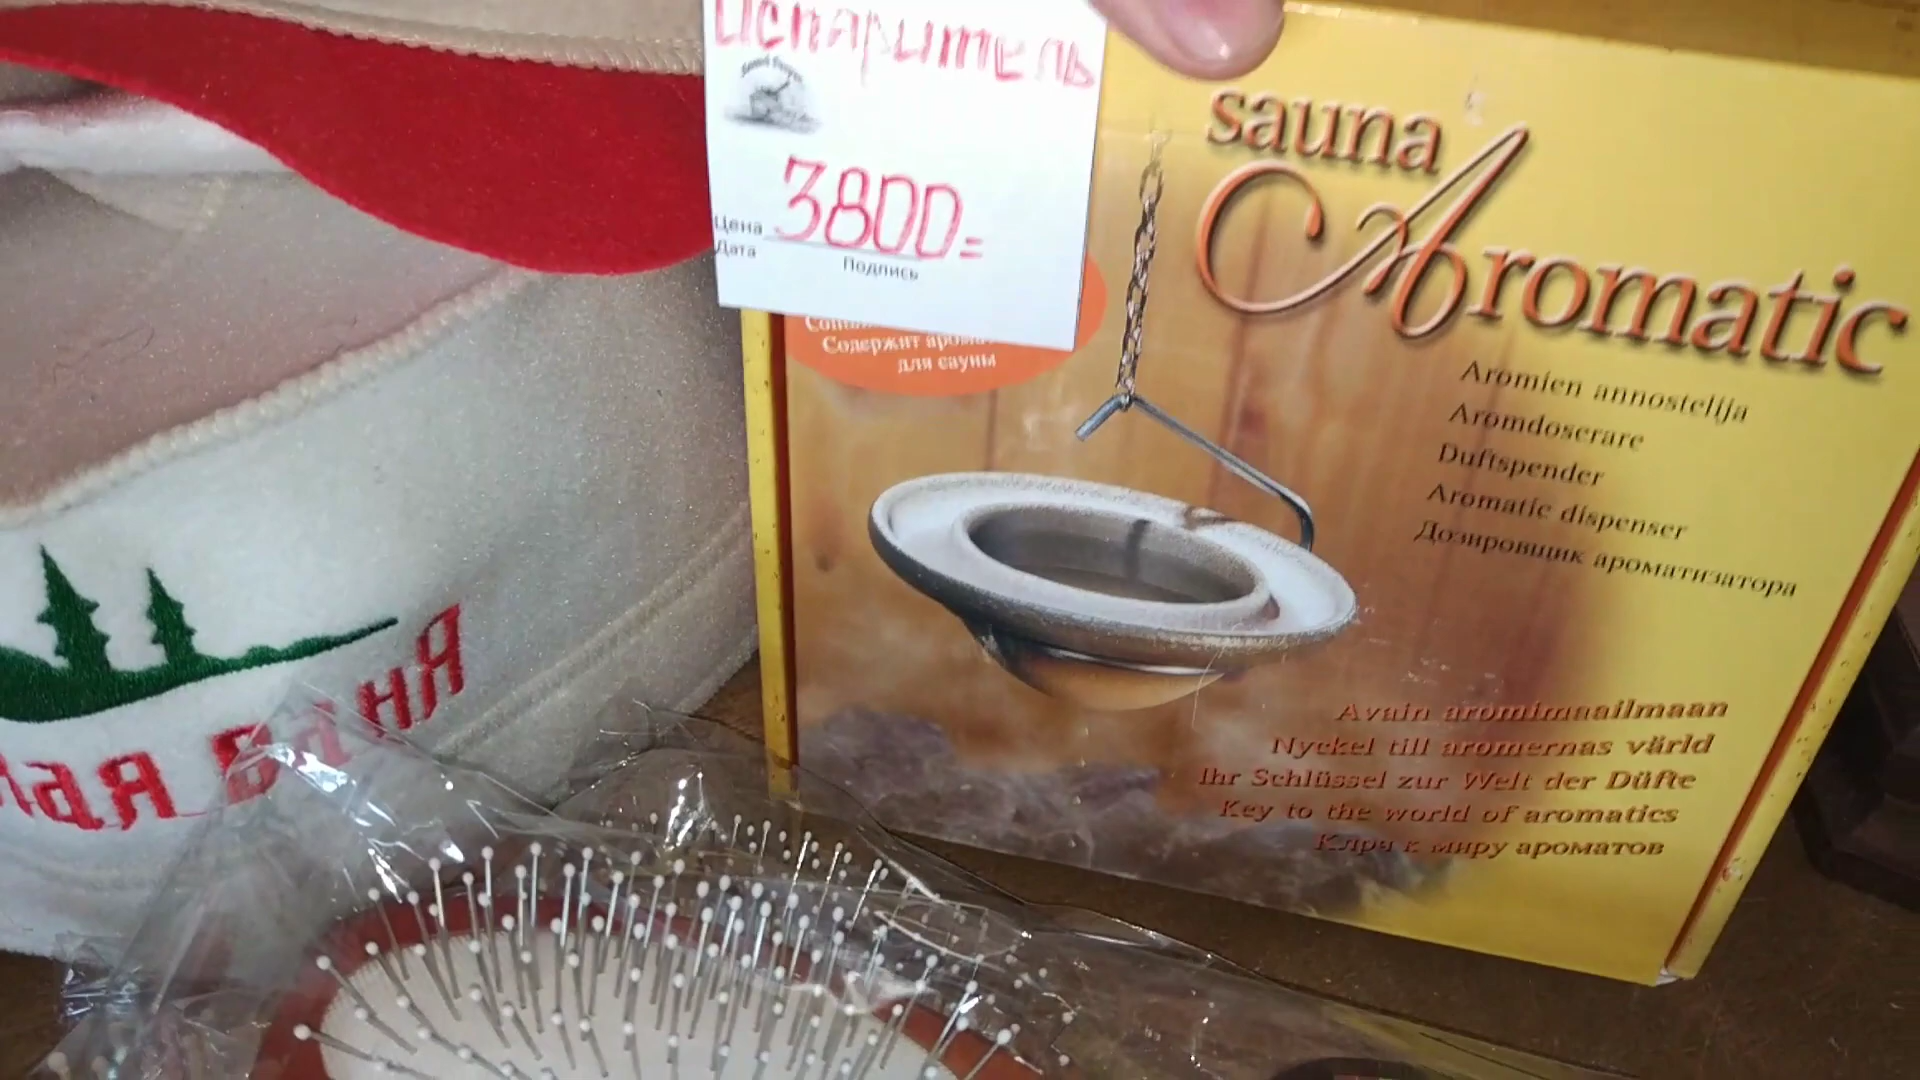 Испаритель
Цена 3800=
Дата
Подпись
Содержит
для сауны
sauna
Aromatic
Aromien annostelija
Aromdoserare
Duftspender
Aromatic dispenser
Дозировщик ароматизатора
Avain aromimaailmaan
Nyckel till aromernas värld
Ihr Schlüssel zur Welt der Düfte
Key to the world of aromatics
Ключ к миру ароматов
баня